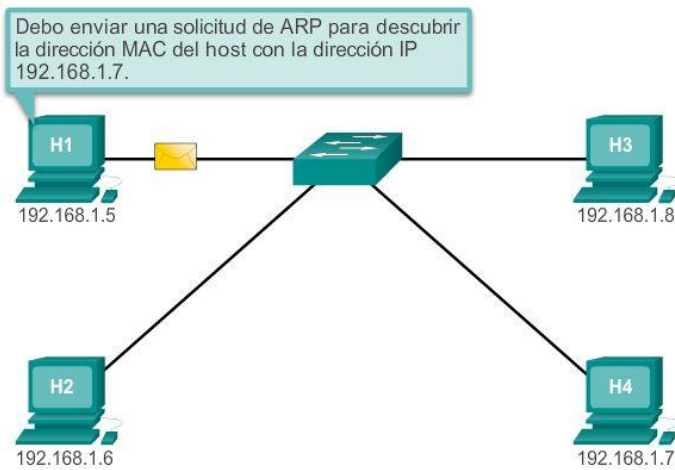 Debo enviar una solicitud de ARP para descubrir
la dirección MAC del host con la dirección IP
192.168.1.7.
H1
H3
192.168.1.5
192.168.1.8
H2
H4
192.168.1.6
192.168.1.7